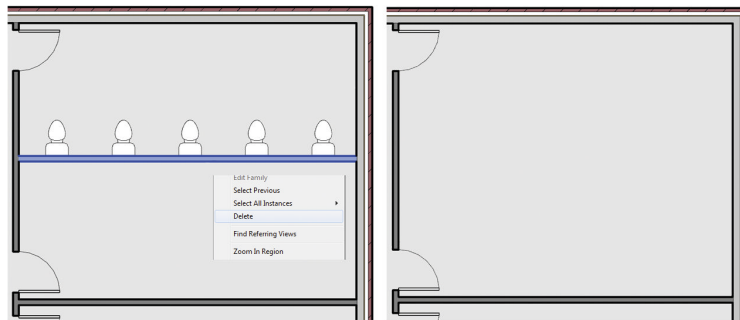 Edit Family
Select Previous
Select All Instances
Delete
Find Referring Views
Zoom In Region